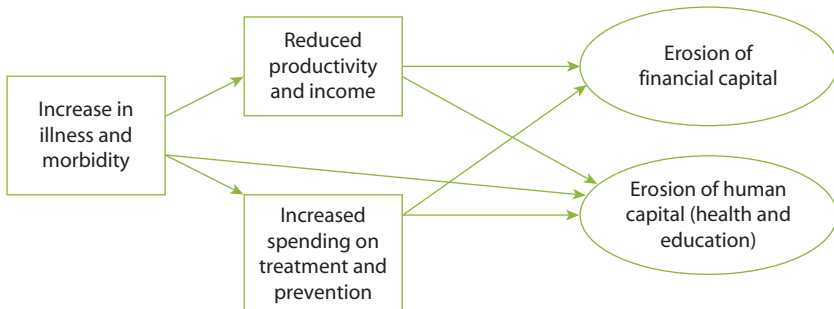 Increase in
illness and
morbidity
Reduced
productivity
and income
Increased
spending on
treatment and
prevention
Erosion of
financial capital
Erosion of human
capital (health and
education)